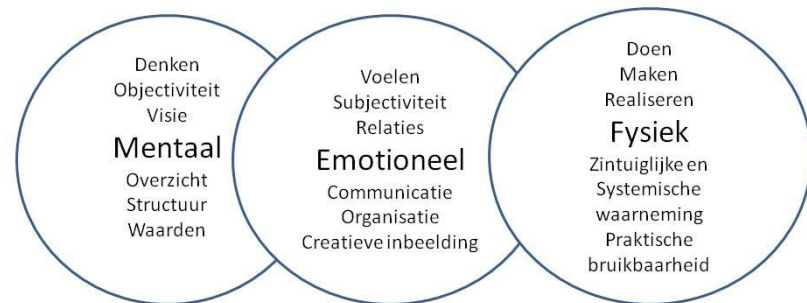 Denken
Objectiviteit
Visie
Mentaal
Overzicht
Structuur
Waarden
Voelen
Subjectiviteit
Relaties
Emotioneel
Communicatie
Organisatie
Creatieve inbeelding
Doen
Maken
Realiseren
Fysiek
Zintuiglijke en
Systemische
waarneming
Praktische
bruikbaarheid